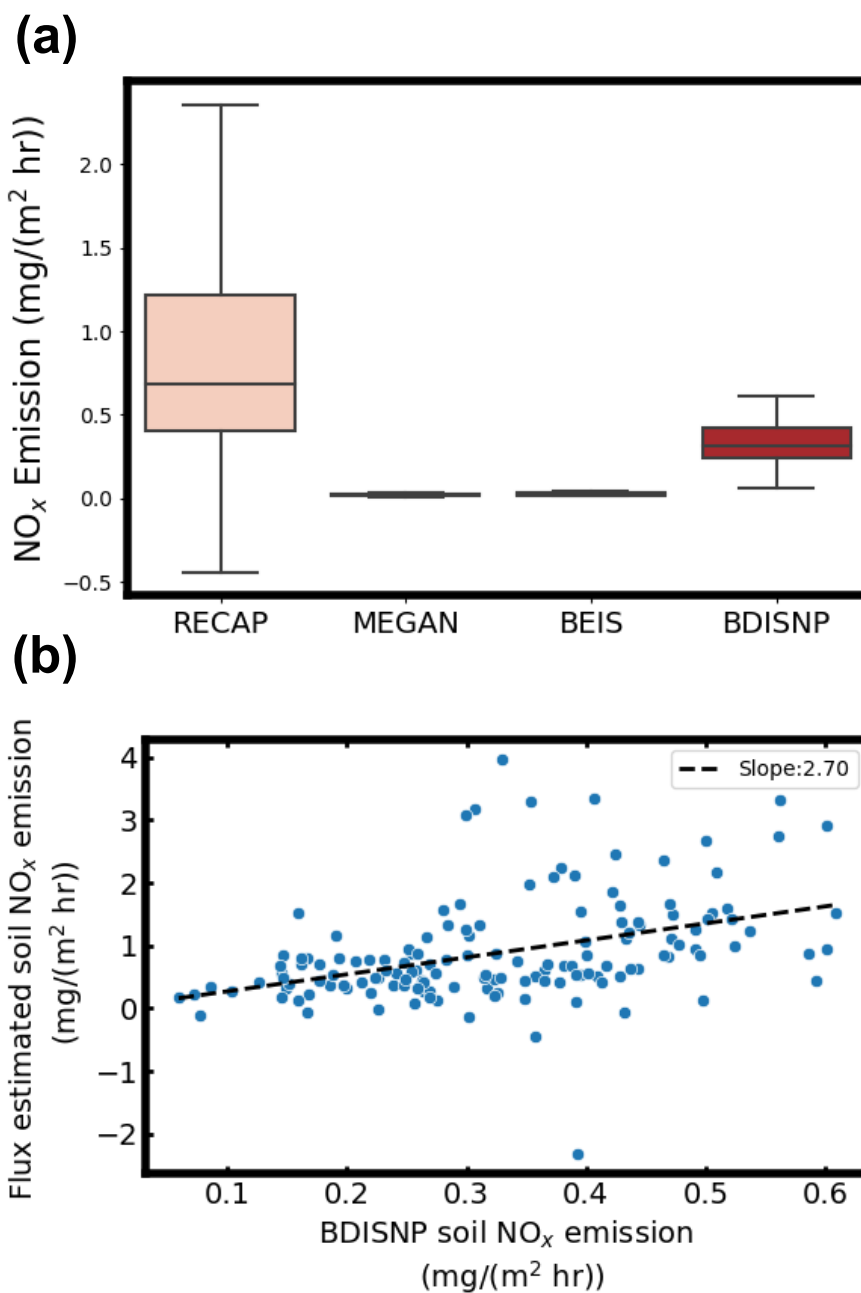 (a)
NOₓ Emission (mg/(m² hr))
2.0
1.5
1.0
0.5
0.0
−0.5
RECAP MEGAN BEIS BDISNP
(b)
Flux estimated soil NOₓ emission
(mg/(m² hr))
4
3
2
1
0
−1
−2
Slope:2.70
0.1 0.2 0.3 0.4 0.5 0.6
BDISNP soil NOₓ emission
(mg/(m² hr))